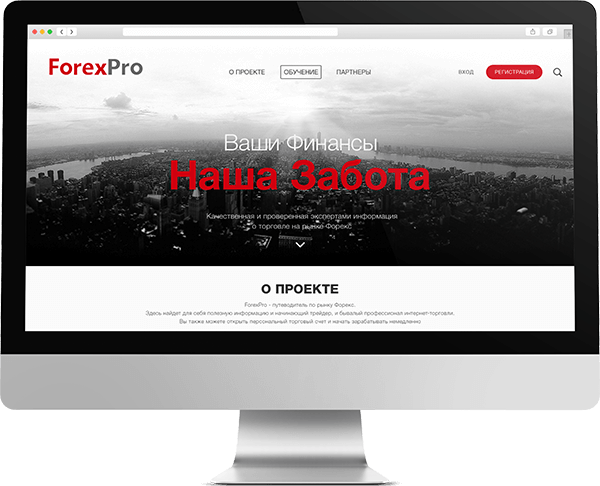 ForexPro
О ПРОЕКТЕ ОБУЧЕНИЕ ПАРТНЕРЫ ВХОД РЕГИСТРАЦИЯ
Ваши Финансы
Наша Забота
Качественная и проверенная экспертами информация
о торговле на рынке Форекс
О ПРОЕКТЕ
ForexPro - путеводитель по рынку Форекс.
Здесь найдет для себя полезную информацию и начинающий трейдер, и бывалый профессионал интернет-торговли.
Вы также можете открыть персональный торговый счет и начать зарабатывать немедленно